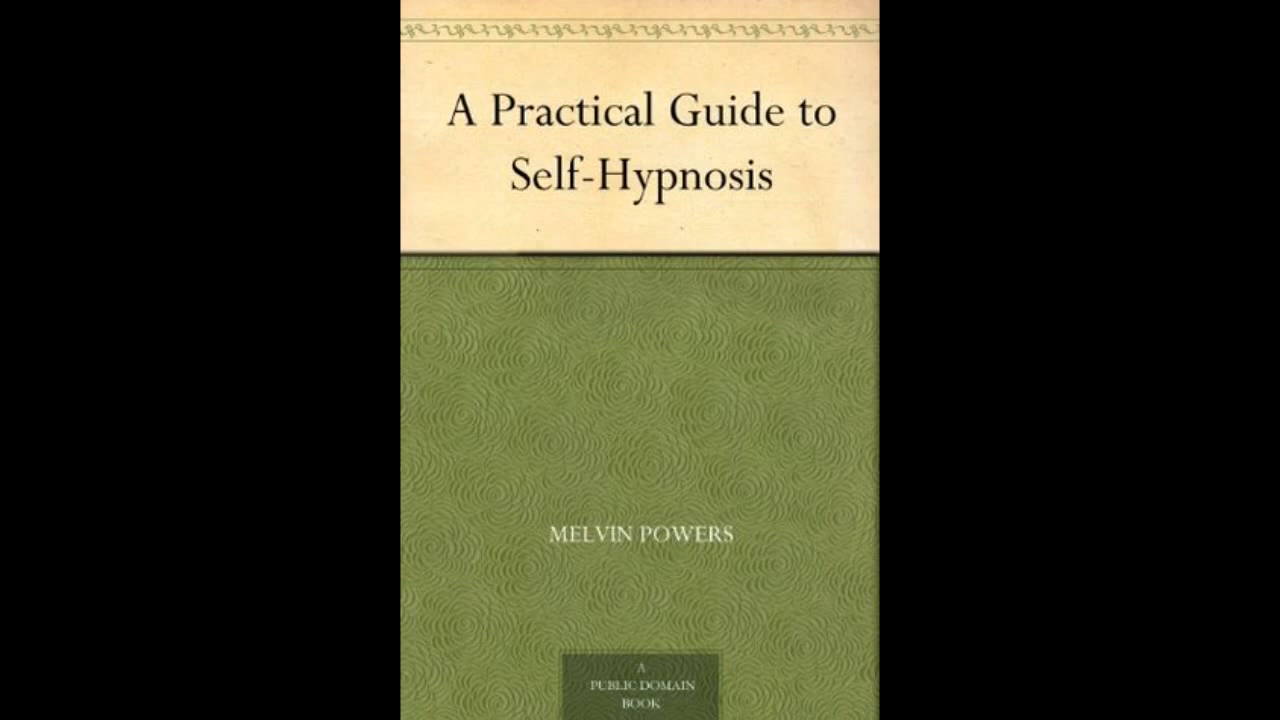 A Practical Guide to
Self-Hypnosis
MELVIN POWERS
A
PUBLIC DOMAIN
BOOK